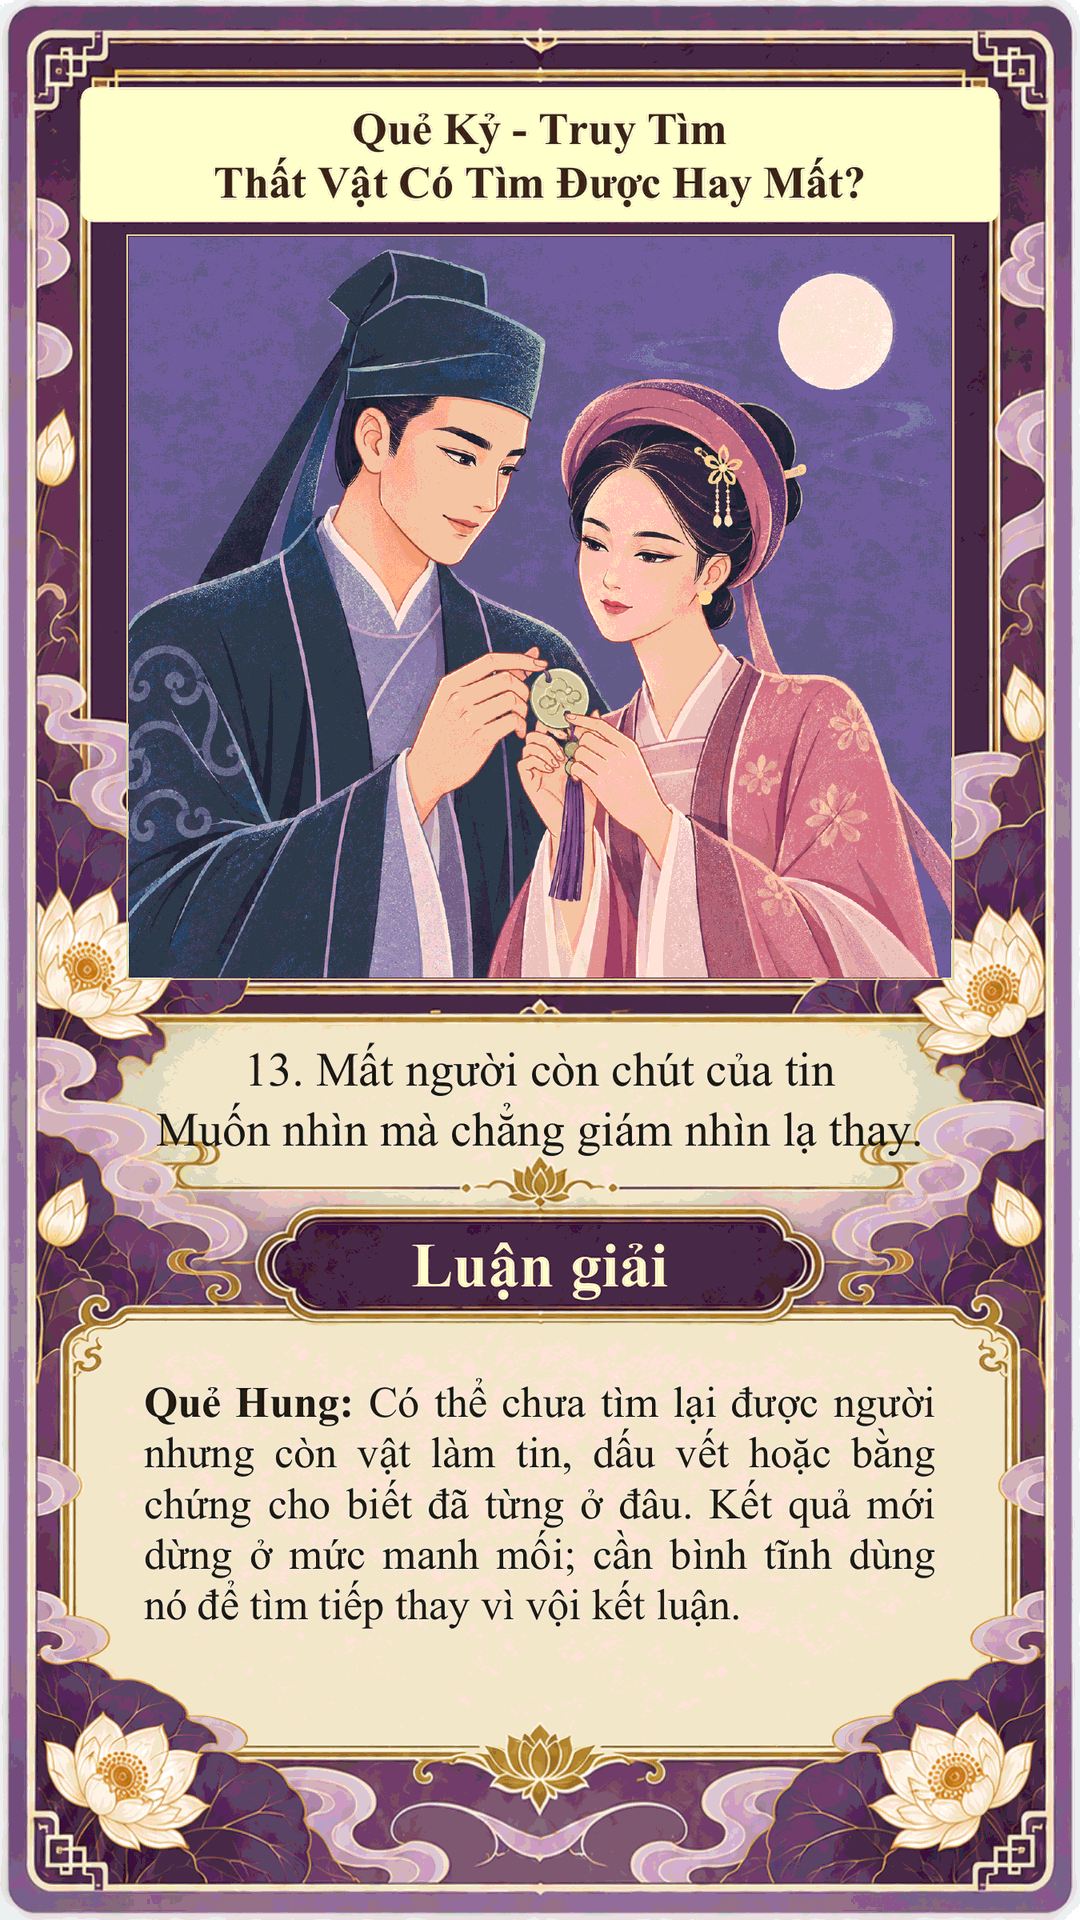 Quẻ Kỷ - Truy Tìm
Thất Vật Có Tìm Được Hay Mất?
13. Mất người còn chút của tin
Muốn nhìn mà chẳng giám nhìn lạ thay.
Luận giải
Quẻ Hung: Có thể chưa tìm lại được người
nhưng còn vật làm tin, dấu vết hoặc bằng
chứng cho biết đã từng ở đâu. Kết quả mới
dừng ở mức manh mối; cần bình tĩnh dùng
nó để tìm tiếp thay vì vội kết luận.